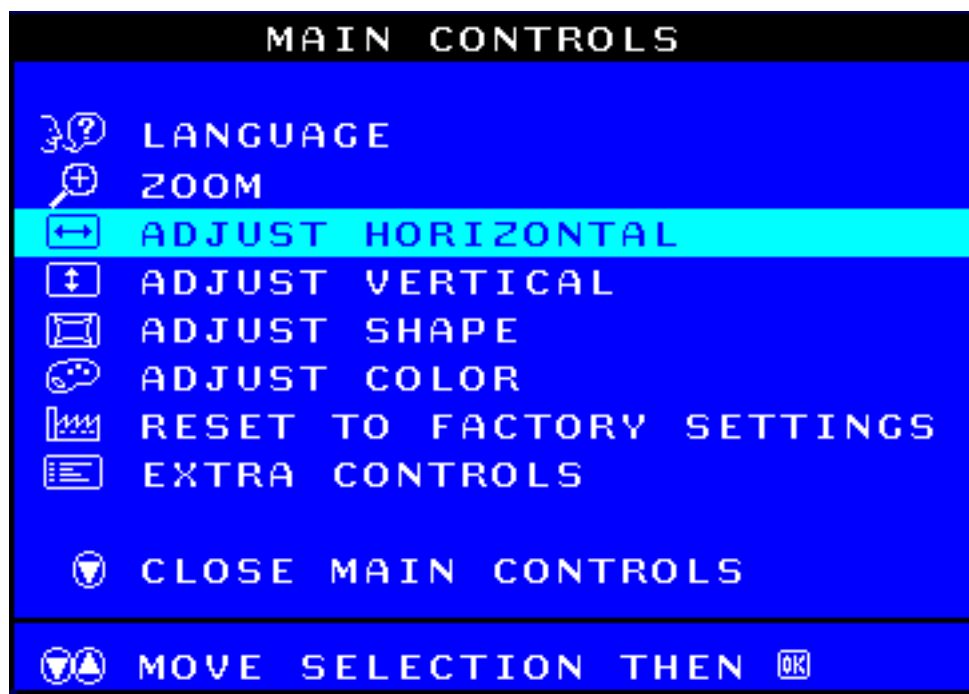 MAIN CONTROLS
LANGUAGE
ZOOM
ADJUST HORIZONTAL
ADJUST VERTICAL
ADJUST SHAPE
ADJUST COLOR
RESET TO FACTORY SETTINGS
EXTRA CONTROLS
CLOSE MAIN CONTROLS
MOVE SELECTION THEN OK